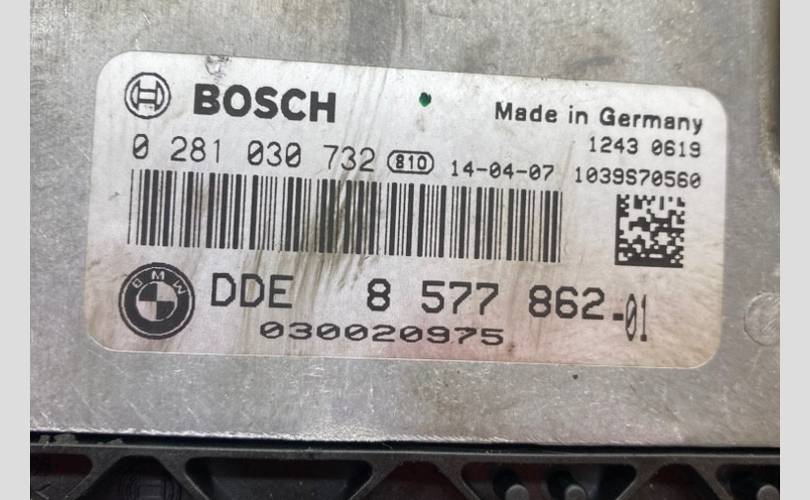 BOSCH
Made in Germany
1243 0619
0 281 030 732 810 14-04-07 1039S70560
BMW
DDE 8 577 862-01
030020975